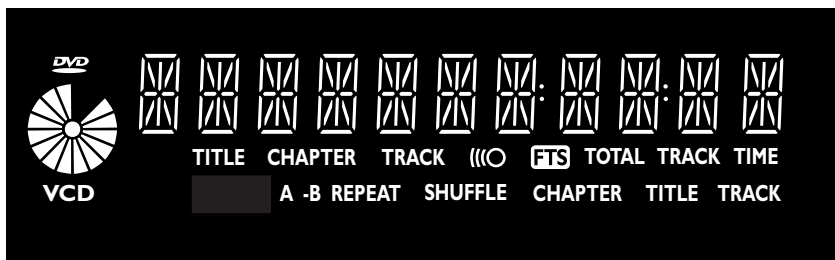 DVD
TITLE CHAPTER TRACK FTS TOTAL TRACK TIME
VCD A -B REPEAT SHUFFLE CHAPTER TITLE TRACK